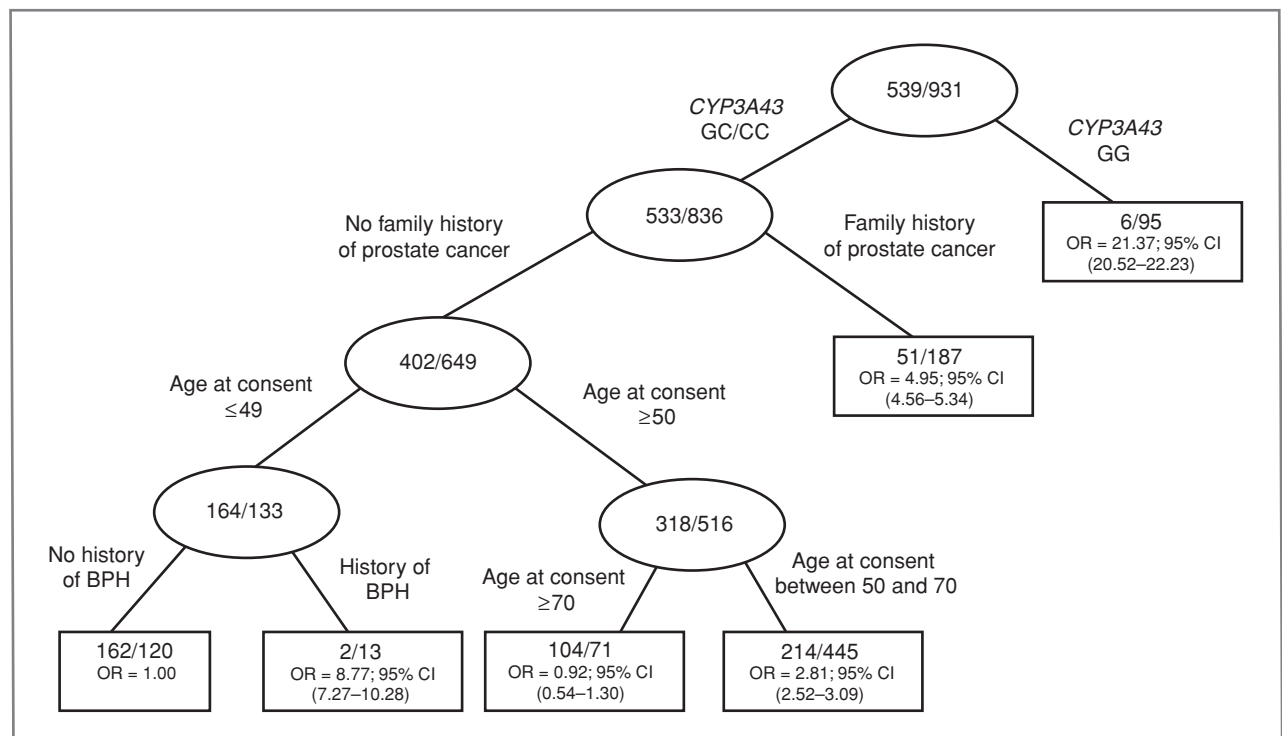 539/931
CYP3A43
GC/CC
CYP3A43
GG
533/836
6/95
OR = 21.37; 95% CI
(20.52–22.23)
No family history
of prostate cancer
Family history
of prostate cancer
402/649
51/187
OR = 4.95; 95% CI
(4.56–5.34)
Age at consent
≤49
Age at consent
≥50
164/133
318/516
No history
of BPH
History of
BPH
Age at consent
≥70
Age at consent
between 50 and 70
162/120
OR = 1.00
2/13
OR = 8.77; 95% CI
(7.27–10.28)
104/71
OR = 0.92; 95% CI
(0.54–1.30)
214/445
OR = 2.81; 95% CI
(2.52–3.09)